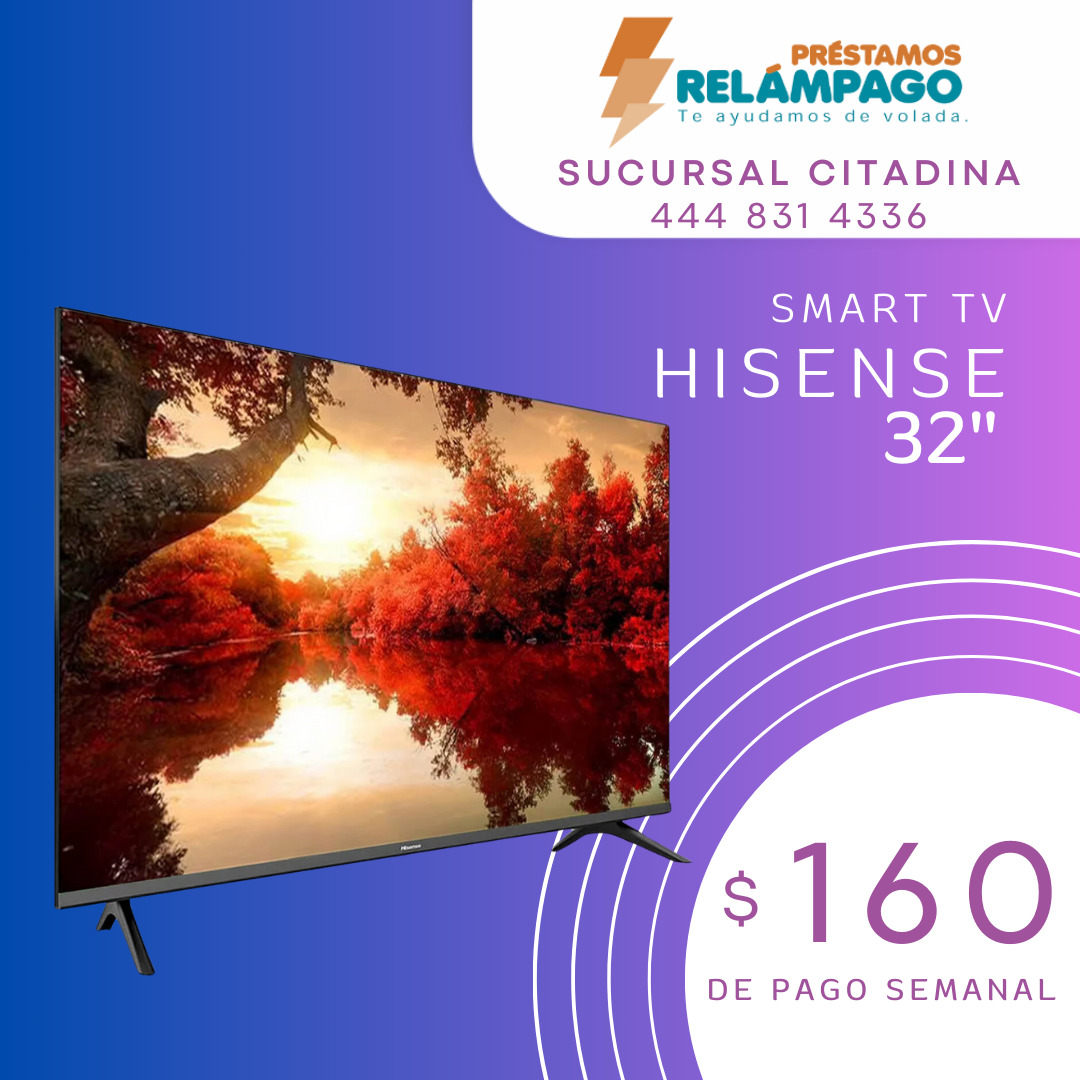 PRÉSTAMOS
RELÁMPAGO
Te ayudamos de volada.
SUCURSAL CITADINA
444 831 4336
SMART TV
HISENSE
32"
Hisense
$ 160
DE PAGO SEMANAL